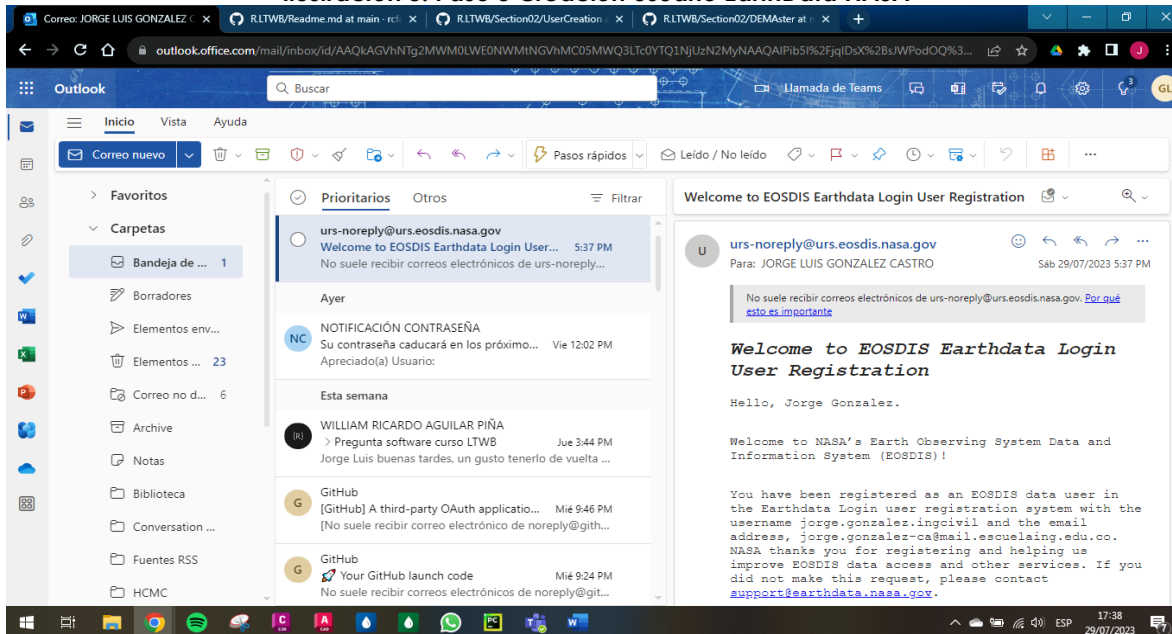 Correo: JORGE LUIS GONZALEZ C
R.LTWB/Readme.md at main · rcf
R.LTWB/Section02/UserCreation
R.LTWB/Section02/DEMAster at m
outlook.office.com/mail/inbox/id/
Outlook
Buscar
Llamada de Teams
3
GL
Inicio Vista Ayuda
Correo nuevo
Pasos rápidos
Leído / No leído
Favoritos
Carpetas
Bandeja de ... 1
Borradores
Elementos env...
Elementos ... 23
Correo no d... 6
Archive
Notas
Biblioteca
Conversation ...
Fuentes RSS
HCMC
Prioritarios Otros Filtrar
urs-noreply@urs.eosdis.nasa.gov
Welcome to EOSDIS Earthdata Login User... 5:37 PM
No suele recibir correos electrónicos de urs-noreply...
Ayer
NC
NOTIFICACIÓN CONTRASEÑA
Su contraseña caducará en los próximo... Vie 12:02 PM
Apreciado(a) Usuario:
Esta semana
{R}
WILLIAM RICARDO AGUILAR PIÑA
> Pregunta software curso LTWB Jue 3:44 PM
Jorge Luis buenas tardes, un gusto tenerlo de vuelta ...
G
GitHub
[GitHub] A third-party OAuth applicatio... Mié 9:46 PM
[No suele recibir correo electrónico de noreply@gith...
G
GitHub
🚀 Your GitHub launch code Mié 9:24 PM
No suele recibir correos electrónicos de noreply@git...
Welcome to EOSDIS Earthdata Login User Registration
U
urs-noreply@urs.eosdis.nasa.gov
Para: JORGE LUIS GONZALEZ CASTRO Sáb 29/07/2023 5:37 PM
No suele recibir correos electrónicos de urs-noreply@urs.eosdis.nasa.gov. Por qué
esto es importante
Welcome to EOSDIS Earthdata Login
User Registration
Hello, Jorge Gonzalez.
Welcome to NASA's Earth Observing System Data and
Information System (EOSDIS)!
You have been registered as an EOSDIS data user in
the Earthdata Login user registration system with the
username jorge.gonzalez.ingcivil and the email
address, jorge.gonzalez-ca@mail.escuelaing.edu.co.
NASA thanks you for registering and helping us
improve EOSDIS data access and other services. If you
did not make this request, please contact
support@earthdata.nasa.gov.
ESP
17:38
29/07/2023